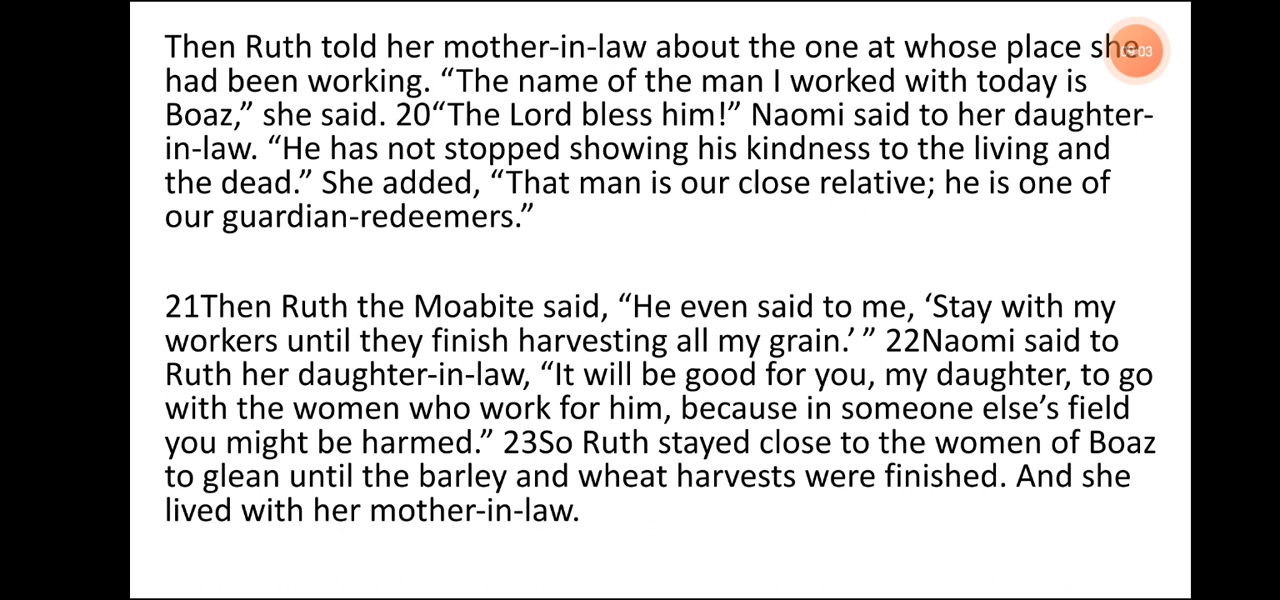 Then Ruth told her mother-in-law about the one at whose place she
had been working. “The name of the man I worked with today is
Boaz,” she said. 20“The Lord bless him!” Naomi said to her daughter-
in-law. “He has not stopped showing his kindness to the living and
the dead.” She added, “That man is our close relative; he is one of
our guardian-redeemers.”
21Then Ruth the Moabite said, “He even said to me, ‘Stay with my
workers until they finish harvesting all my grain.’ ” 22Naomi said to
Ruth her daughter-in-law, “It will be good for you, my daughter, to go
with the women who work for him, because in someone else’s field
you might be harmed.” 23So Ruth stayed close to the women of Boaz
to glean until the barley and wheat harvests were finished. And she
lived with her mother-in-law.